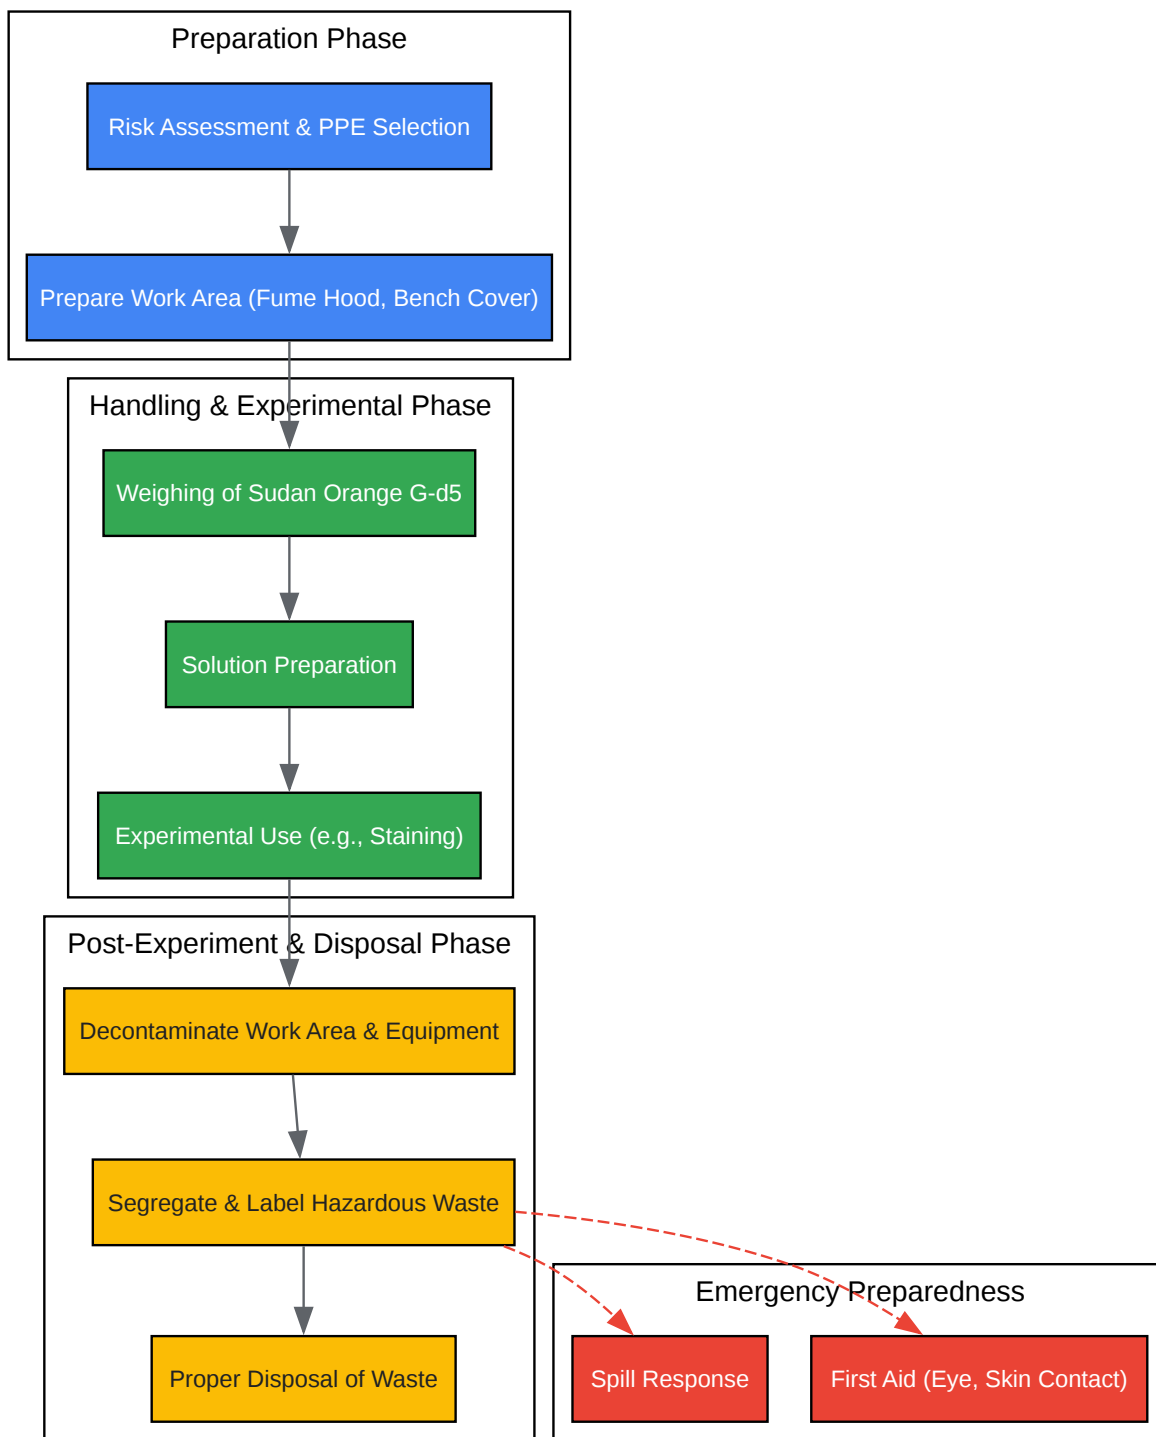 Preparation Phase
Risk Assessment & PPE Selection
Prepare Work Area (Fume Hood, Bench Cover)
Handling & Experimental Phase
Weighing of Sudan Orange G-d5
Solution Preparation
Experimental Use (e.g., Staining)
Post-Experiment & Disposal Phase
Decontaminate Work Area & Equipment
Segregate & Label Hazardous Waste
Proper Disposal of Waste
Emergency Preparedness
Spill Response
First Aid (Eye, Skin Contact)